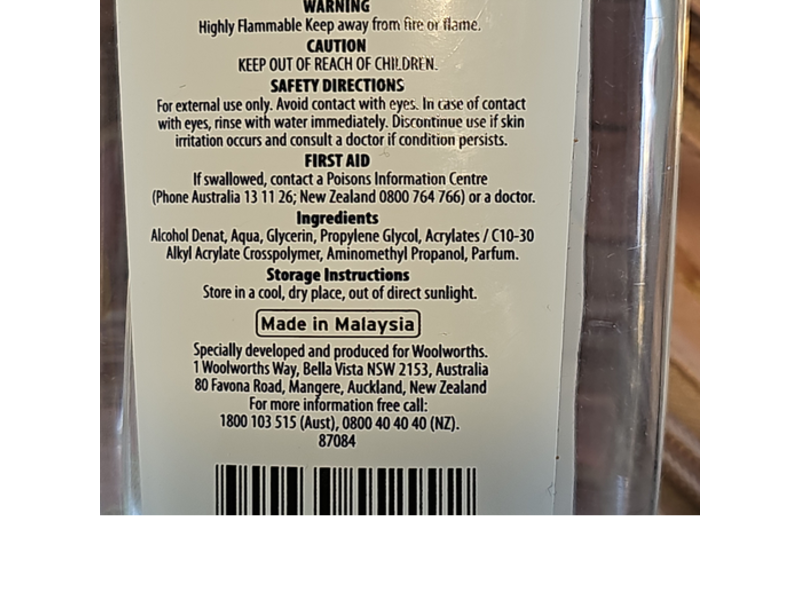 WARNING
Highly Flammable Keep away from fire or flame.
CAUTION
KEEP OUT OF REACH OF CHILDREN.
SAFETY DIRECTIONS
For external use only. Avoid contact with eyes. In case of contact
with eyes, rinse with water immediately. Discontinue use if skin
irritation occurs and consult a doctor if condition persists.
FIRST AID
If swallowed, contact a Poisons Information Centre
(Phone Australia 13 11 26; New Zealand 0800 764 766) or a doctor.
Ingredients
Alcohol Denat, Aqua, Glycerin, Propylene Glycol, Acrylates / C10-30
Alkyl Acrylate Crosspolymer, Aminomethyl Propanol, Parfum.
Storage Instructions
Store in a cool, dry place, out of direct sunlight.
Made in Malaysia
Specially developed and produced for Woolworths.
1 Woolworths Way, Bella Vista NSW 2153, Australia
80 Favona Road, Mangere, Auckland, New Zealand
For more information free call:
1800 103 515 (Aust), 0800 40 40 40 (NZ).
87084